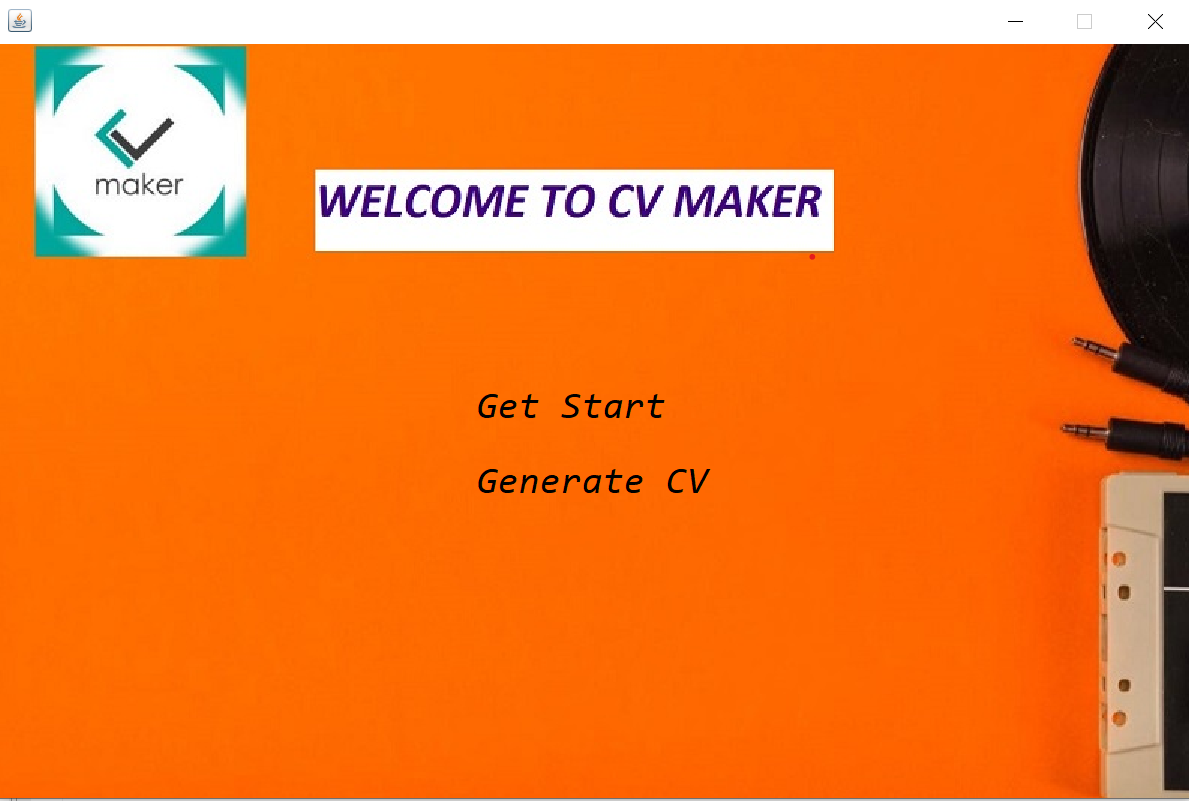 maker
WELCOME TO CV MAKER
Get Start
Generate CV